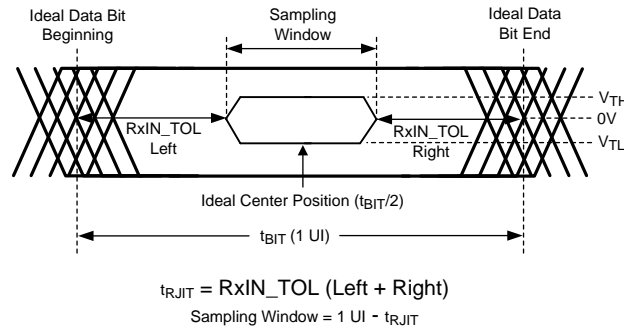 Ideal Data Bit
Beginning
Sampling
Window
Ideal Data
Bit End
RxIN_TOL
Left
RxIN_TOL
Right
VTH
0V
VTL
Ideal Center Position (tBIT/2)
tBIT (1 UI)
tRJIT = RxIN_TOL (Left + Right)
Sampling Window = 1 UI - tRJIT